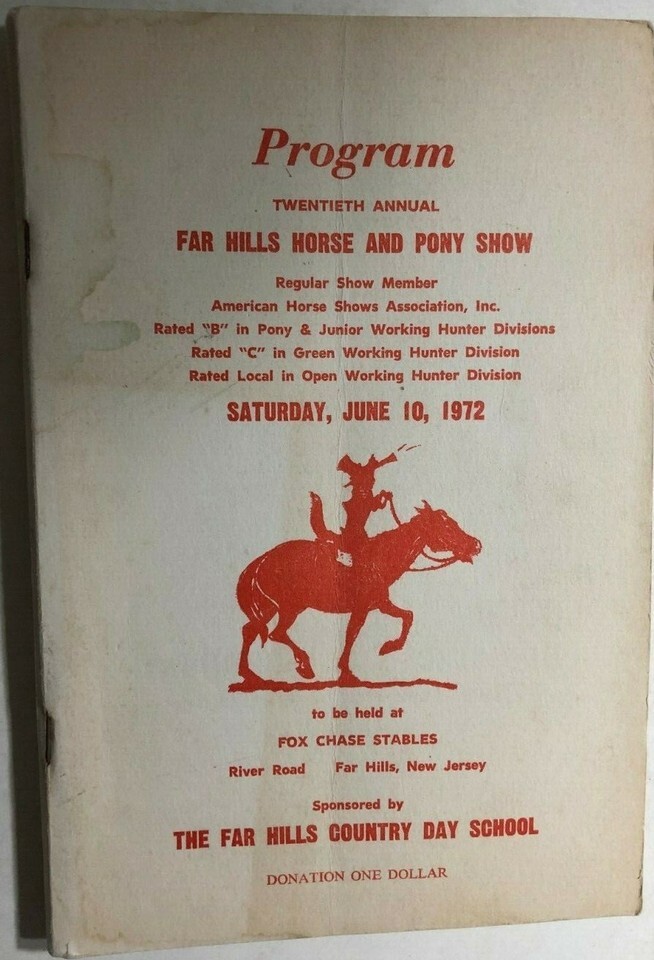 Program
TWENTIETH ANNUAL
FAR HILLS HORSE AND PONY SHOW
Regular Show Member
American Horse Shows Association, Inc.
Rated "B" in Pony & Junior Working Hunter Divisions
Rated "C" in Green Working Hunter Division
Rated Local in Open Working Hunter Division
SATURDAY, JUNE 10, 1972
to be held at
FOX CHASE STABLES
River Road Far Hills, New Jersey
Sponsored by
THE FAR HILLS COUNTRY DAY SCHOOL
DONATION ONE DOLLAR